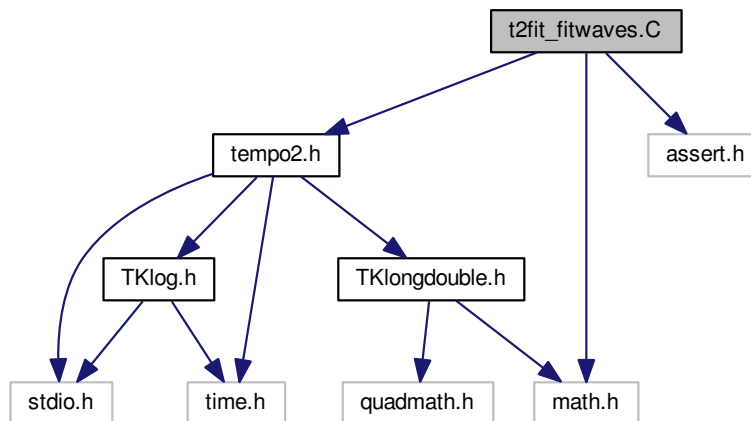 t2fit_fitwaves.C
tempo2.h
assert.h
TKlog.h
TKlongdouble.h
stdio.h
time.h
quadmath.h
math.h